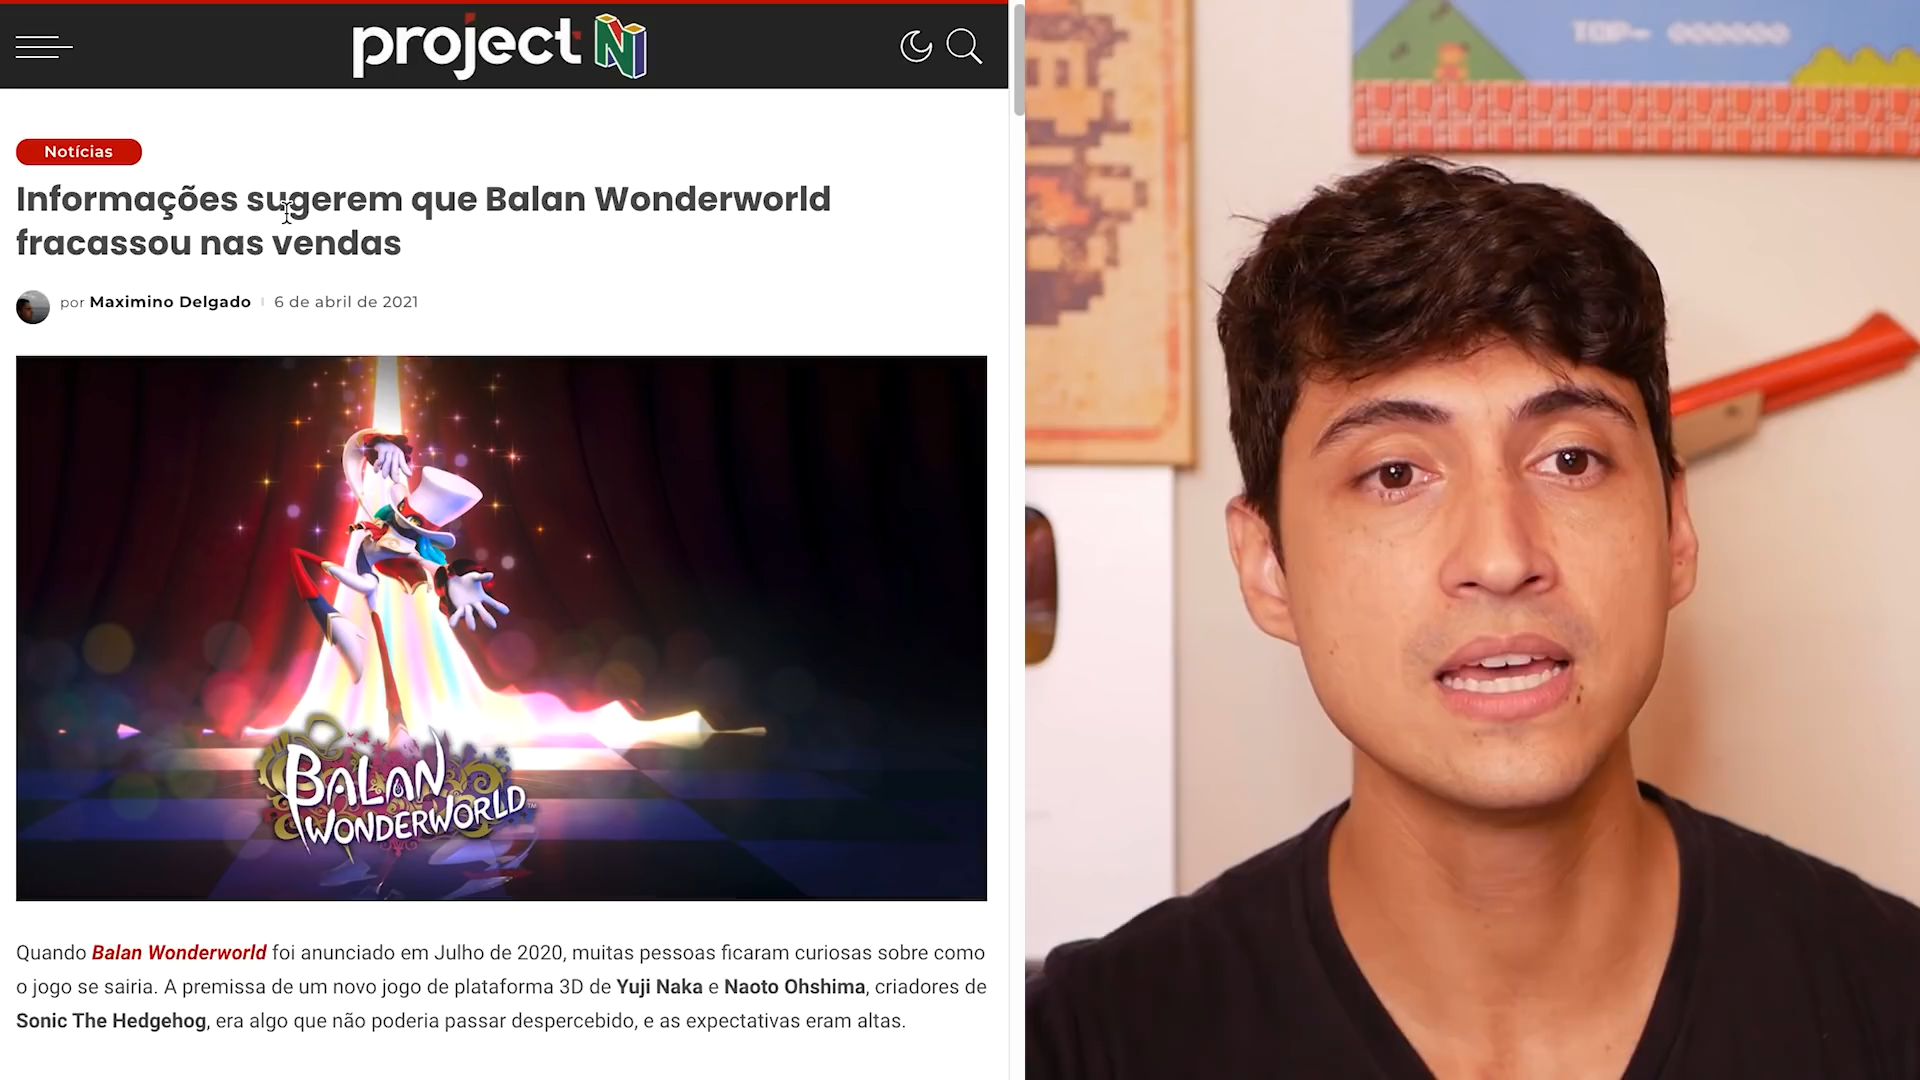 project N
TOP- 000000
Notícias
Informações sugerem que Balan Wonderworld
fracassou nas vendas
por Maximino Delgado | 6 de abril de 2021
BALAN
WONDERWORLD™
Quando Balan Wonderworld foi anunciado em Julho de 2020, muitas pessoas ficaram curiosas sobre como
o jogo se sairia. A premissa de um novo jogo de plataforma 3D de Yuji Naka e Naoto Ohshima, criadores de
Sonic The Hedgehog, era algo que não poderia passar despercebido, e as expectativas eram altas.